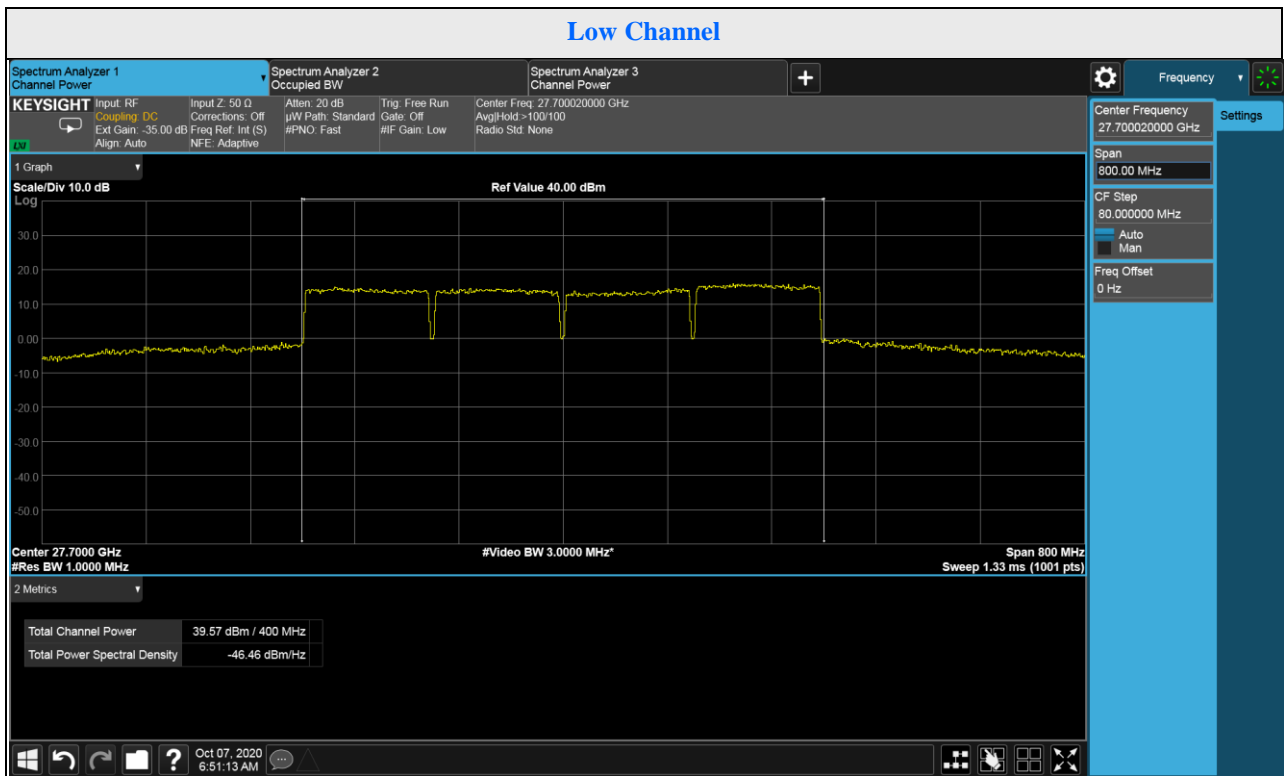 Low Channel
Spectrum Analyzer 1
Channel Power
Spectrum Analyzer 2
Occupied BW
Spectrum Analyzer 3
Channel Power
+
Frequency
KEYSIGHT
Input: RF
Coupling: DC
Ext Gain: -35.00 dB
Align: Auto
Input Z: 50 Ω
Corrections: Off
Freq Ref: Int (S)
NFE: Adaptive
Atten: 20 dB
µW Path: Standard
#PNO: Fast
Trig: Free Run
Gate: Off
#IF Gain: Low
Center Freq: 27.700020000 GHz
Avg|Hold:>100/100
Radio Std: None
LXI
Center Frequency
27.700020000 GHz
Settings
Span
800.00 MHz
CF Step
80.000000 MHz
Auto
Man
Freq Offset
0 Hz
1 Graph
Scale/Div 10.0 dB
Ref Value 40.00 dBm
Log
30.0
20.0
10.0
0.00
-10.0
-20.0
-30.0
-40.0
-50.0
Center 27.7000 GHz
#Video BW 3.0000 MHz*
Span 800 MHz
#Res BW 1.0000 MHz
Sweep 1.33 ms (1001 pts)
2 Metrics
Total Channel Power 39.57 dBm / 400 MHz
Total Power Spectral Density -46.46 dBm/Hz
?
Oct 07, 2020
6:51:13 AM